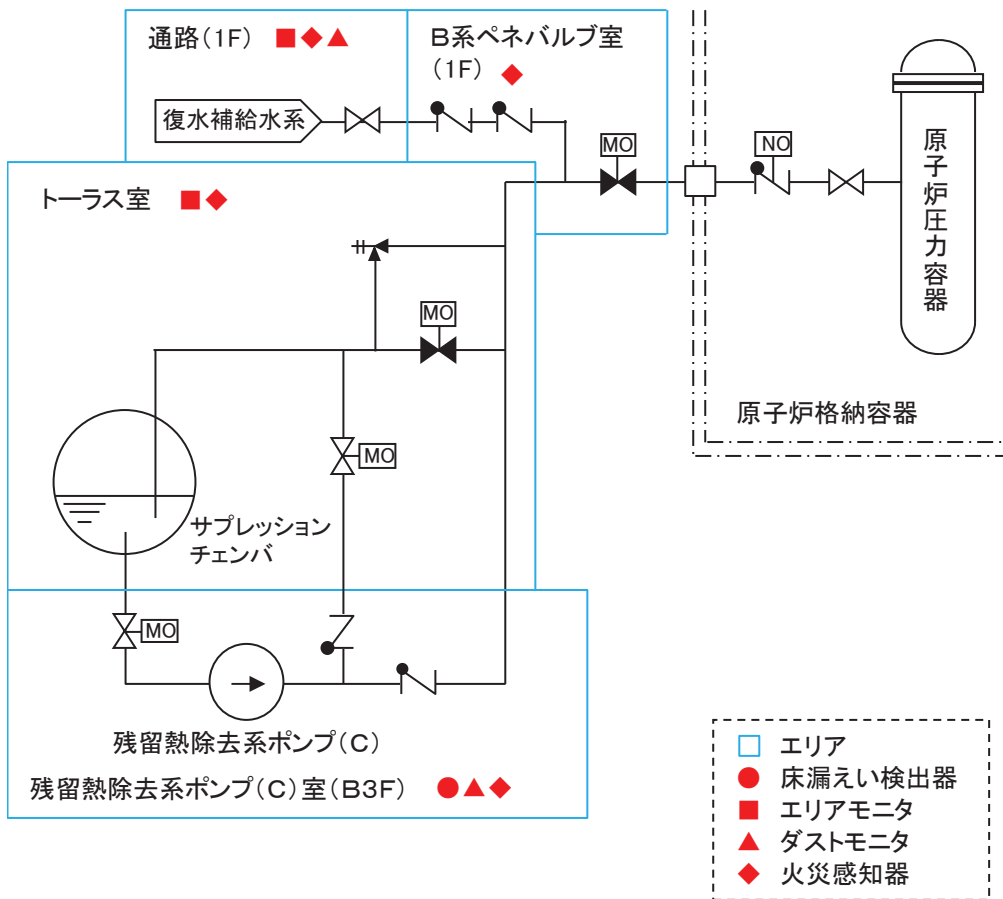 通路(1F)
B系ペネバルブ室
(1F)
復水補給水系
MO
NO
原子炉圧力容器
トーラス室
MO
原子炉格納容器
MO
サプレッション
チェンバ
MO
残留熱除去系ポンプ(C)
残留熱除去系ポンプ(C)室(B3F)
エリア
床漏えい検出器
エリアモニタ
ダストモニタ
火災感知器